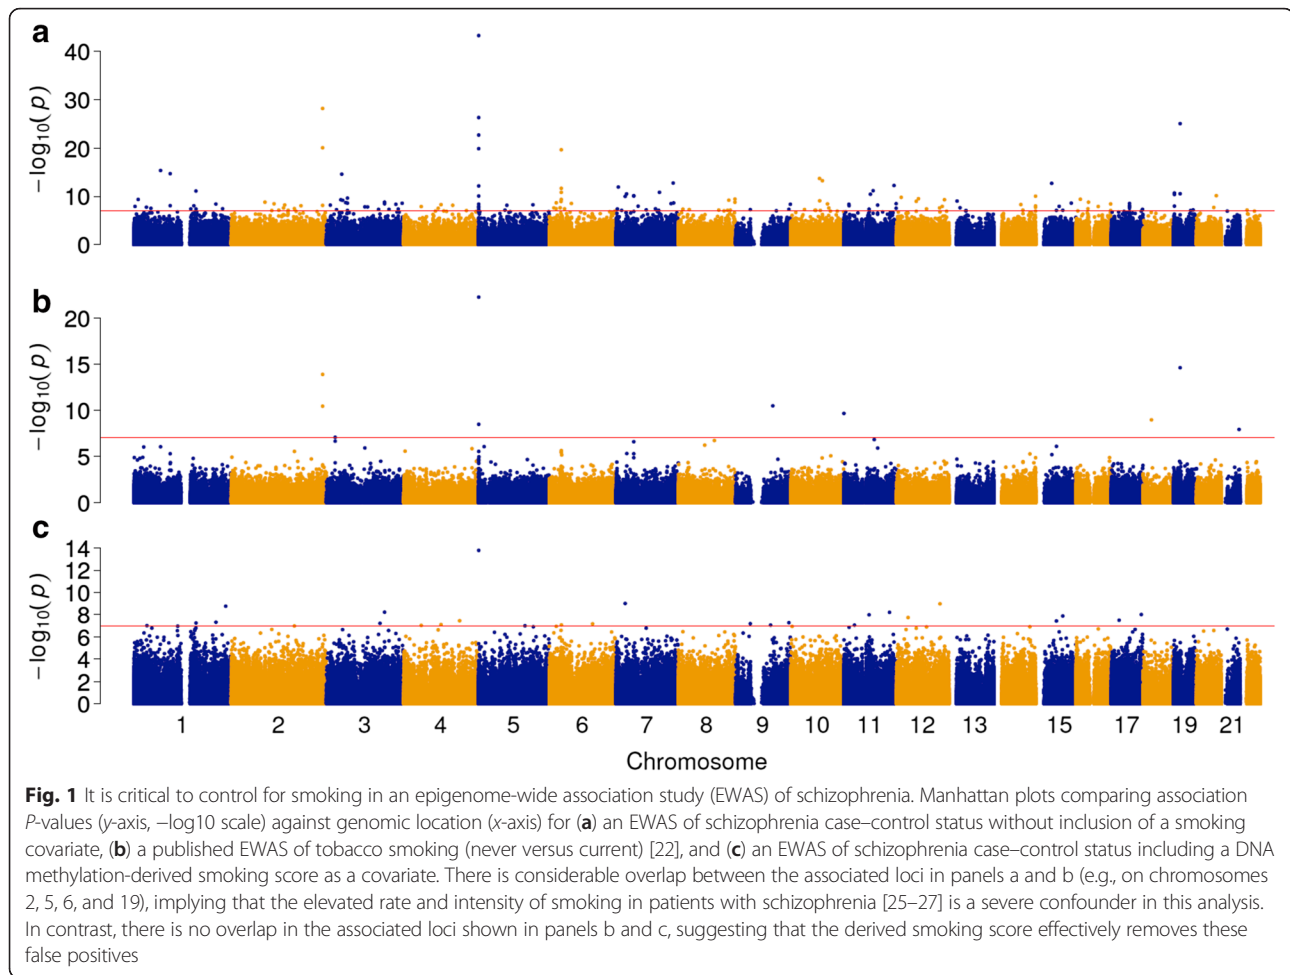 a
40
30
20
10
0
−log10(p)
b
20
15
10
5
0
−log10(p)
c
14
12
10
8
6
4
2
0
−log10(p)
1 2 3 4 5 6 7 8 9 10 11 12 13 15 17 19 21
Chromosome
Fig. 1 It is critical to control for smoking in an epigenome-wide association study (EWAS) of schizophrenia. Manhattan plots comparing association
P-values (y-axis, −log10 scale) against genomic location (x-axis) for (a) an EWAS of schizophrenia case–control status without inclusion of a smoking
covariate, (b) a published EWAS of tobacco smoking (never versus current) [22], and (c) an EWAS of schizophrenia case–control status including a DNA
methylation-derived smoking score as a covariate. There is considerable overlap between the associated loci in panels a and b (e.g., on chromosomes
2, 5, 6, and 19), implying that the elevated rate and intensity of smoking in patients with schizophrenia [25–27] is a severe confounder in this analysis.
In contrast, there is no overlap in the associated loci shown in panels b and c, suggesting that the derived smoking score effectively removes these
false positives